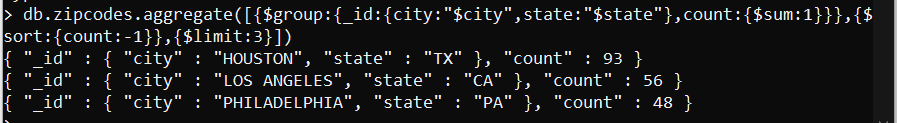 > db.zipcodes.aggregate([{$group:{_id:{city:"$city",state:"$state"},count:{$sum:1}}},{$
sort:{count:-1}},{$limit:3}])
{ "_id" : { "city" : "HOUSTON", "state" : "TX" }, "count" : 93 }
{ "_id" : { "city" : "LOS ANGELES", "state" : "CA" }, "count" : 56 }
{ "_id" : { "city" : "PHILADELPHIA", "state" : "PA" }, "count" : 48 }